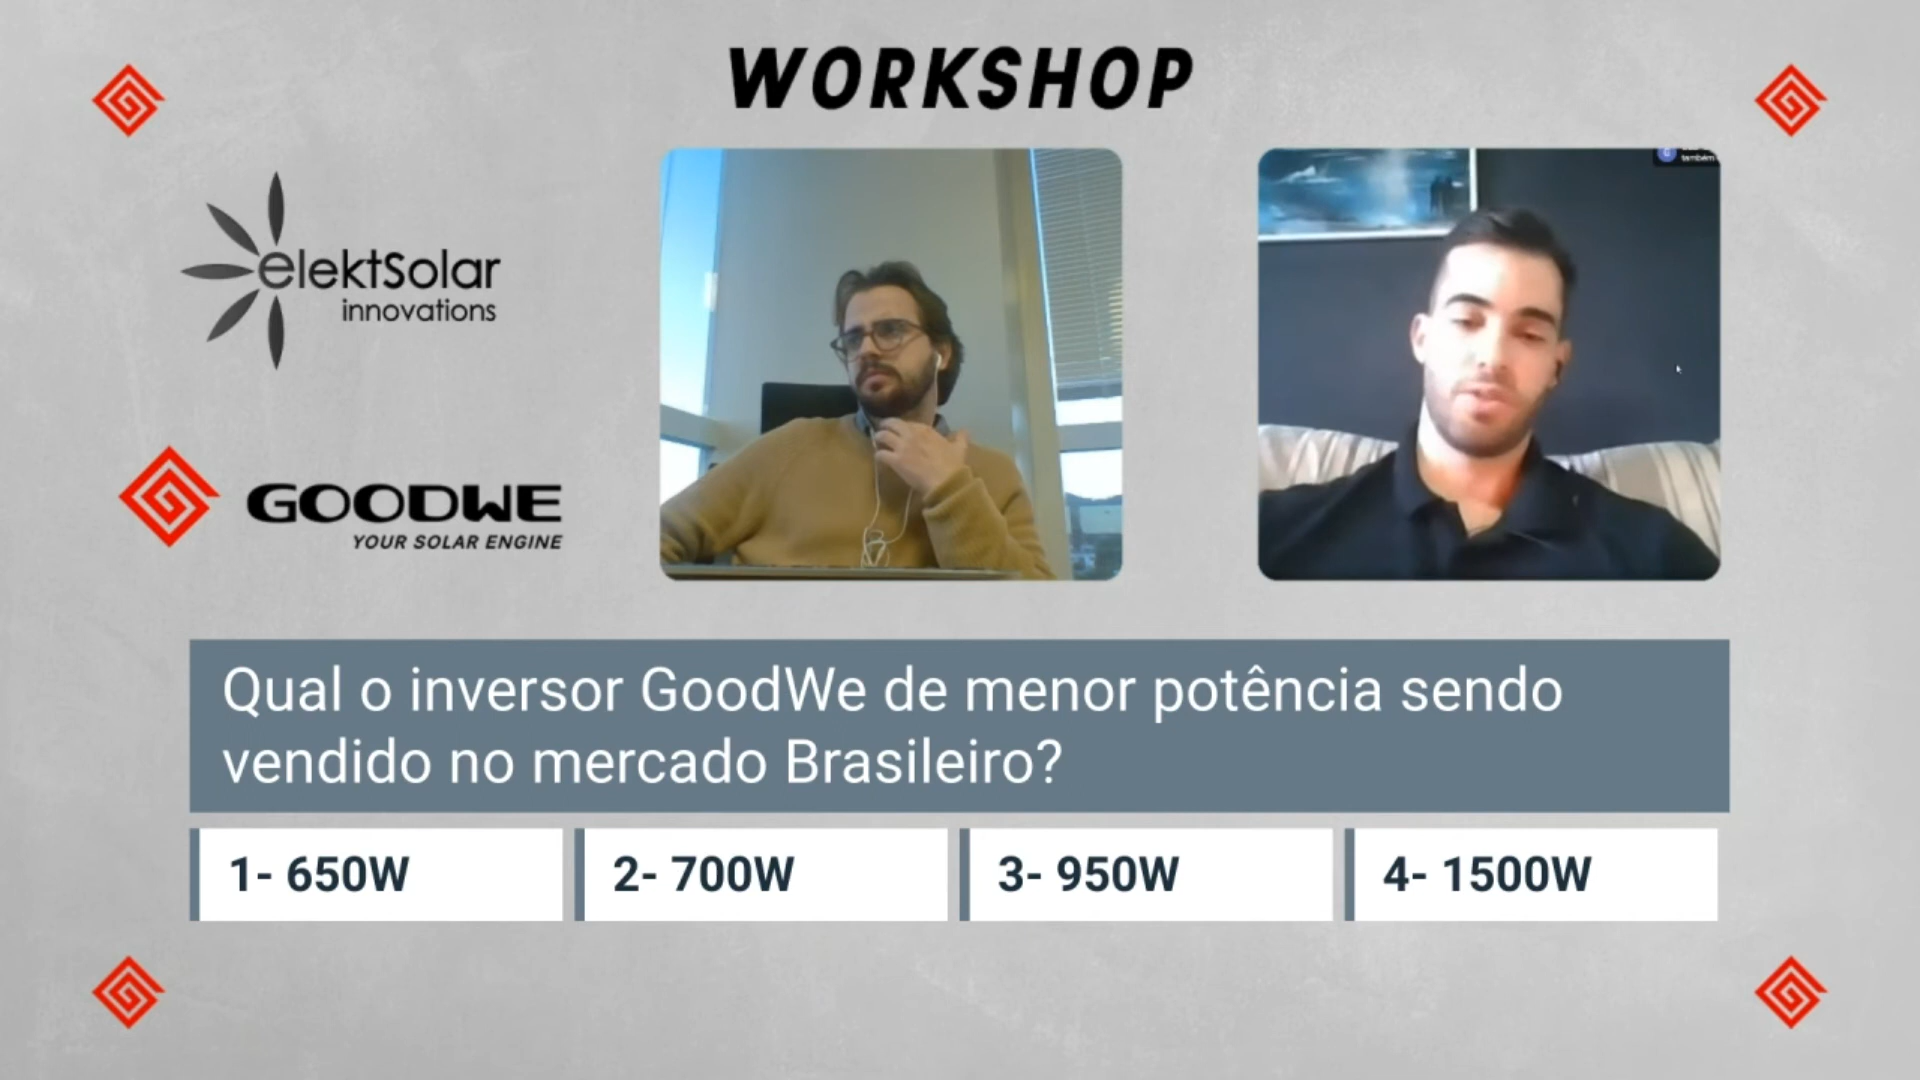 WORKSHOP
elektSolar
innovations
também
GOODWE
YOUR SOLAR ENGINE
Qual o inversor GoodWe de menor potência sendo
vendido no mercado Brasileiro?
1- 650W
2- 700W
3- 950W
4- 1500W